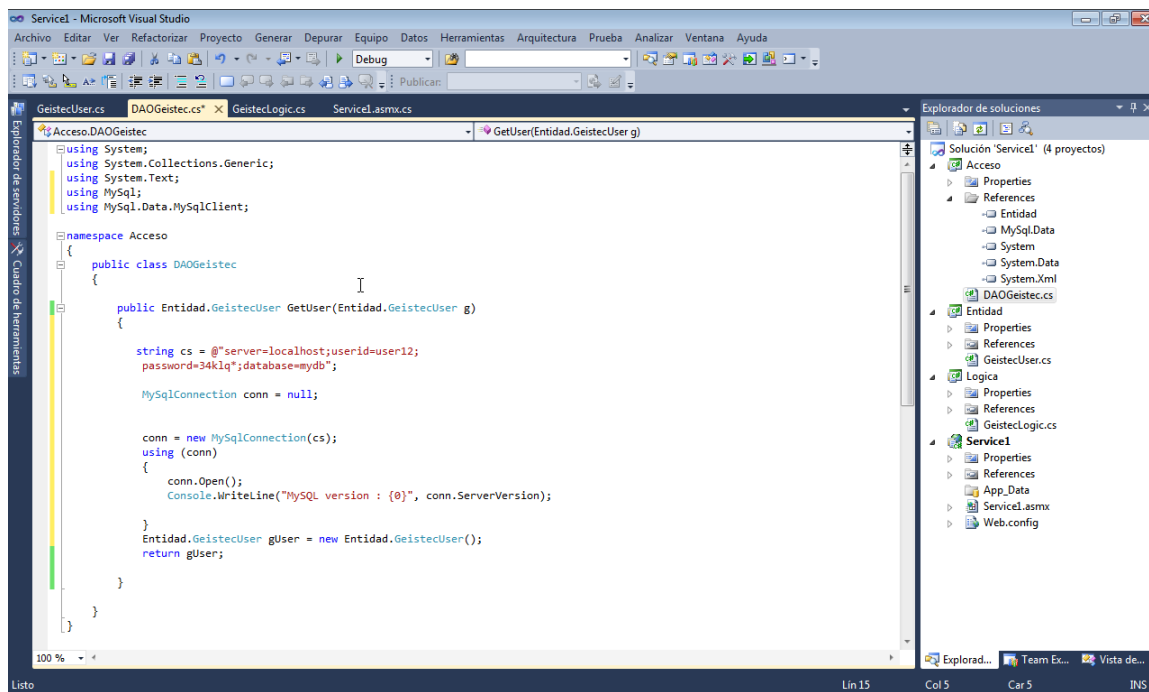 Service1 - Microsoft Visual Studio
Archivo Editar Ver Refactorizar Proyecto Generar Depurar Equipo Datos Herramientas Arquitectura Prueba Analizar Ventana Ayuda
Debug
Publicar:
GeistecUser.cs DAOGeistec.cs* GeistecLogic.cs Service1.asmx.cs
Acceso.DAOGeistec GetUser(Entidad.GeistecUser g)
Explorador de servidores
Cuadro de herramientas
using System;
using System.Collections.Generic;
using System.Text;
using MySql;
using MySql.Data.MySqlClient;
namespace Acceso
{
public class DAOGeistec
{
public Entidad.GeistecUser GetUser(Entidad.GeistecUser g)
{
string cs = @"server=localhost;userid=user12;
password=34klq*;database=mydb";
MySqlConnection conn = null;
conn = new MySqlConnection(cs);
using (conn)
{
conn.Open();
Console.WriteLine("MySQL version : {0}", conn.ServerVersion);
}
Entidad.GeistecUser gUser = new Entidad.GeistecUser();
return gUser;
}
}
}
100 %
Explorador de soluciones
Solución 'Service1' (4 proyectos)
Acceso
Properties
References
Entidad
MySql.Data
System
System.Data
System.Xml
DAOGeistec.cs
Entidad
Properties
References
GeistecUser.cs
Logica
Properties
References
GeistecLogic.cs
Service1
Properties
References
App_Data
Service1.asmx
Web.config
Explorad... Team Ex... Vista de...
Listo Lín 15 Col 5 Car 5 INS